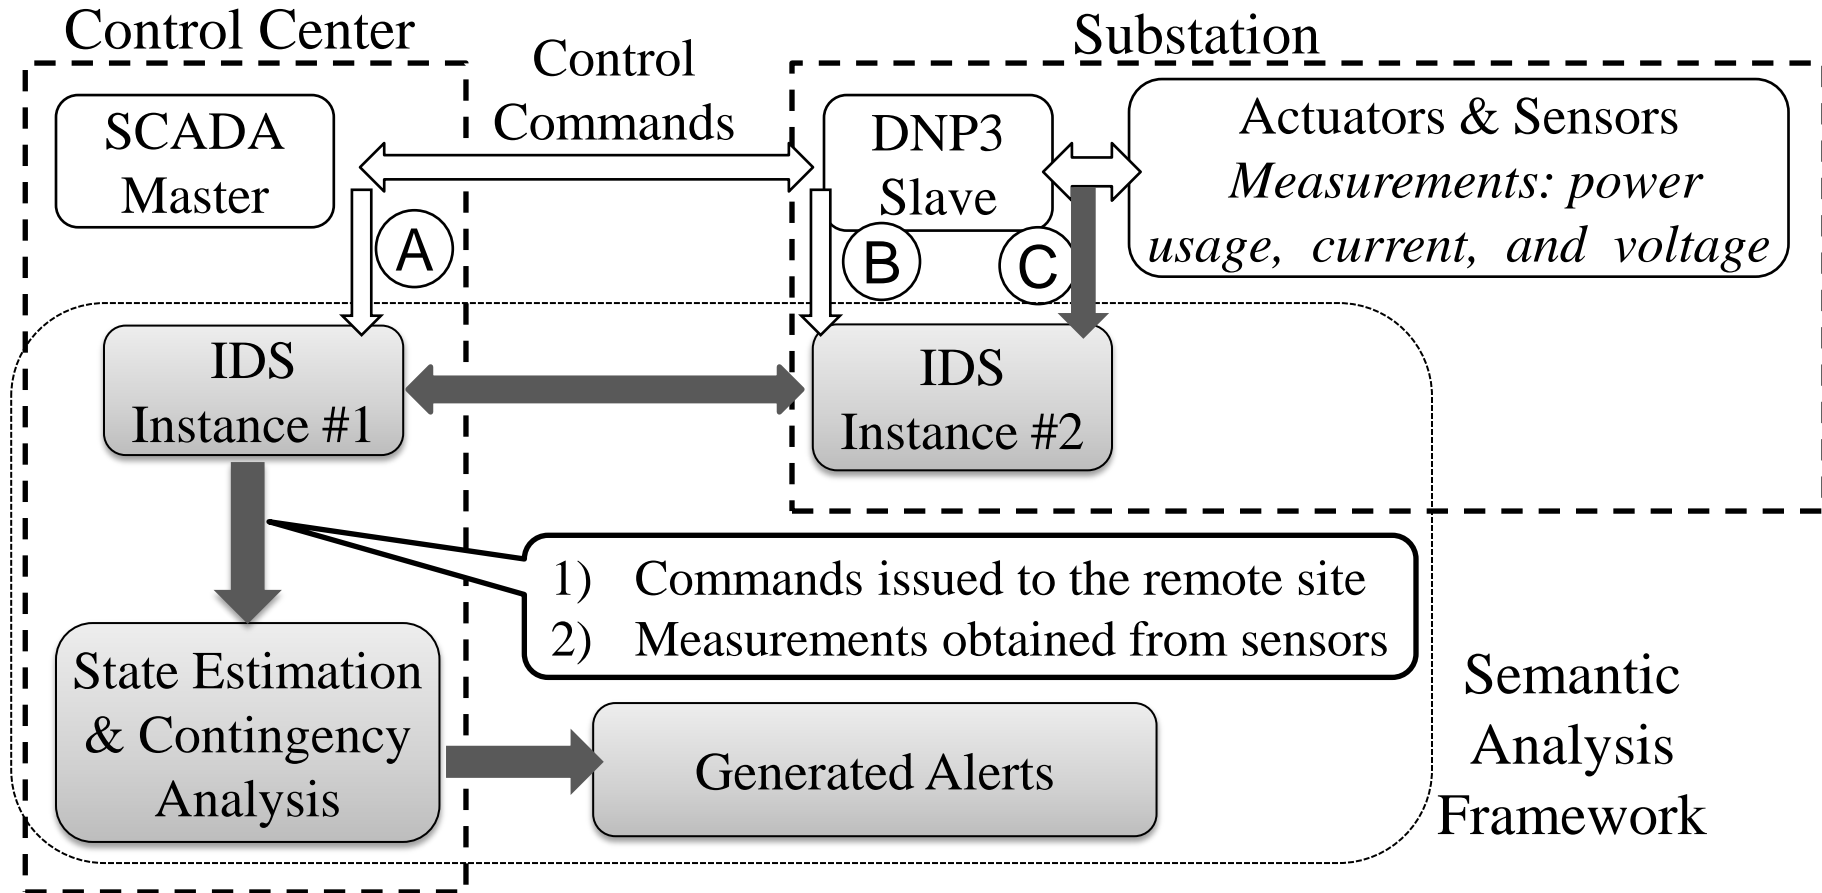 Control Center
Substation
Control
Commands
SCADA
Master
DNP3
Slave
Actuators & Sensors
Measurements: power
usage, current, and voltage
A
B
C
IDS
Instance #1
IDS
Instance #2
1) Commands issued to the remote site
2) Measurements obtained from sensors
State Estimation
& Contingency
Analysis
Generated Alerts
Semantic
Analysis
Framework